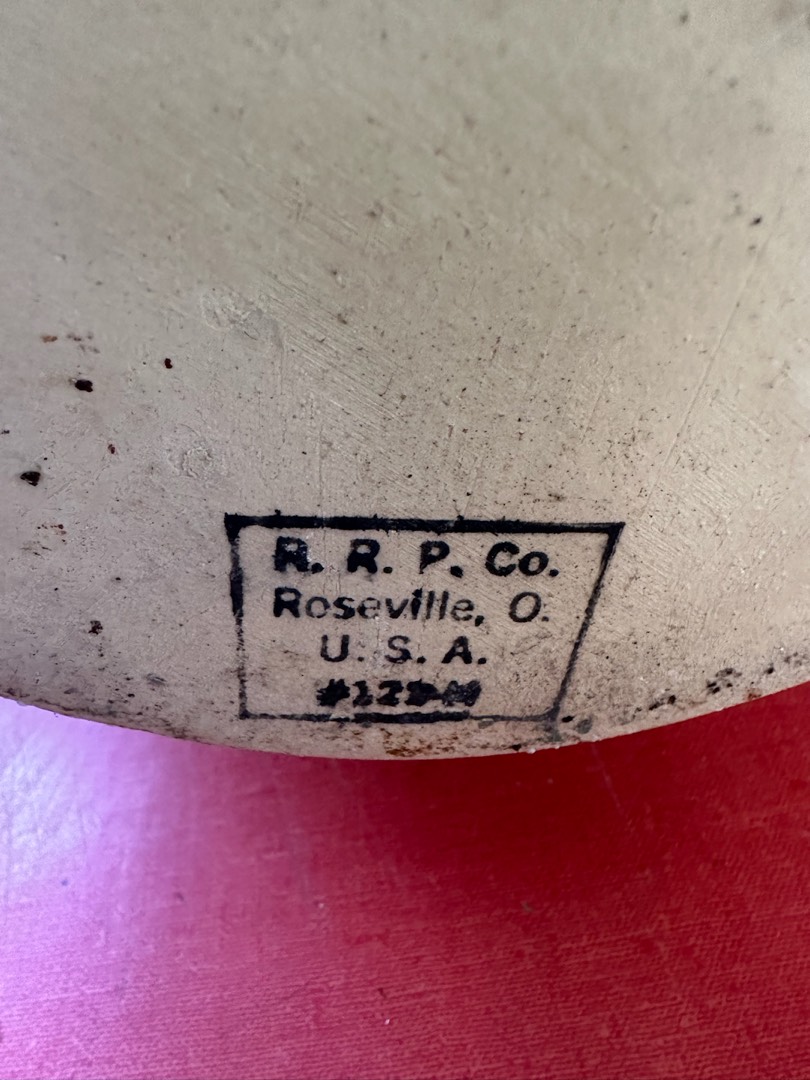 R. R. P. Co.
Roseville, O.
U. S. A.